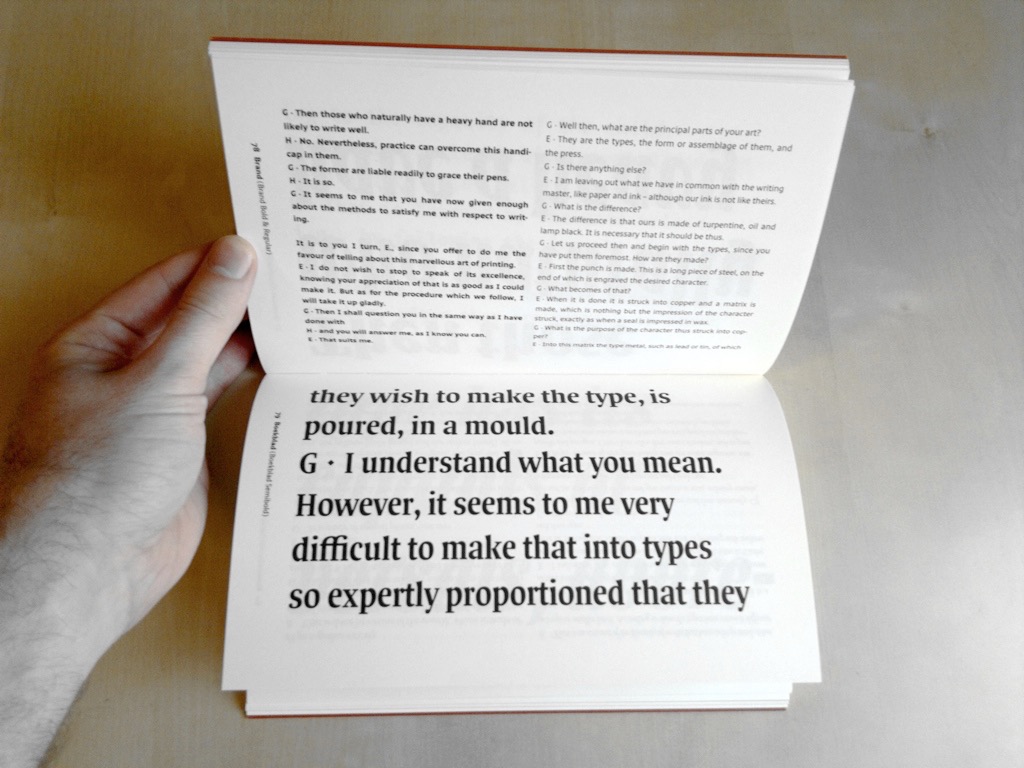 78 Brand (Brand Bold & Regular)
G · Then those who naturally have a heavy hand are not
likely to write well.
H · No. Nevertheless, practice can overcome this handi-
cap in them.
G · The former are liable readily to grace their pens.
H · It is so.
G · It seems to me that you have now given enough
about the methods to satisfy me with respect to writ-
ing.
It is to you I turn, E., since you offer to do me the
favour of telling about this marvellous art of printing.
E · I do not wish to stop to speak of its excellence,
knowing your appreciation of that is as good as I could
make it. But as for the procedure which we follow, I
will take it up gladly.
G · Then I shall question you in the same way as I have
done with
H · and you will answer me, as I know you can.
E · That suits me.
G · Well then, what are the principal parts of your art?
E · They are the types, the form or assemblage of them, and
the press.
G · Is there anything else?
E · I am leaving out what we have in common with the writing
master, like paper and ink – although our ink is not like theirs.
G · What is the difference?
E · The difference is that ours is made of turpentine, oil and
lamp black. It is necessary that it should be thus.
G · Let us proceed then and begin with the types, since you
have put them foremost. How are they made?
E · First the punch is made. This is a long piece of steel, on the
end of which is engraved the desired character.
G · What becomes of that?
E · When it is done it is struck into copper and a matrix is
made, which is nothing but the impression of the character
struck, exactly as when a seal is impressed in wax.
G · What is the purpose of the character thus struck into cop-
per?
E · Into this matrix the type metal, such as lead or tin, of which
79 Boekblad (Boekblad Semibold)
they wish to make the type, is
poured, in a mould.
G · I understand what you mean.
However, it seems to me very
difficult to make that into types
so expertly proportioned that they